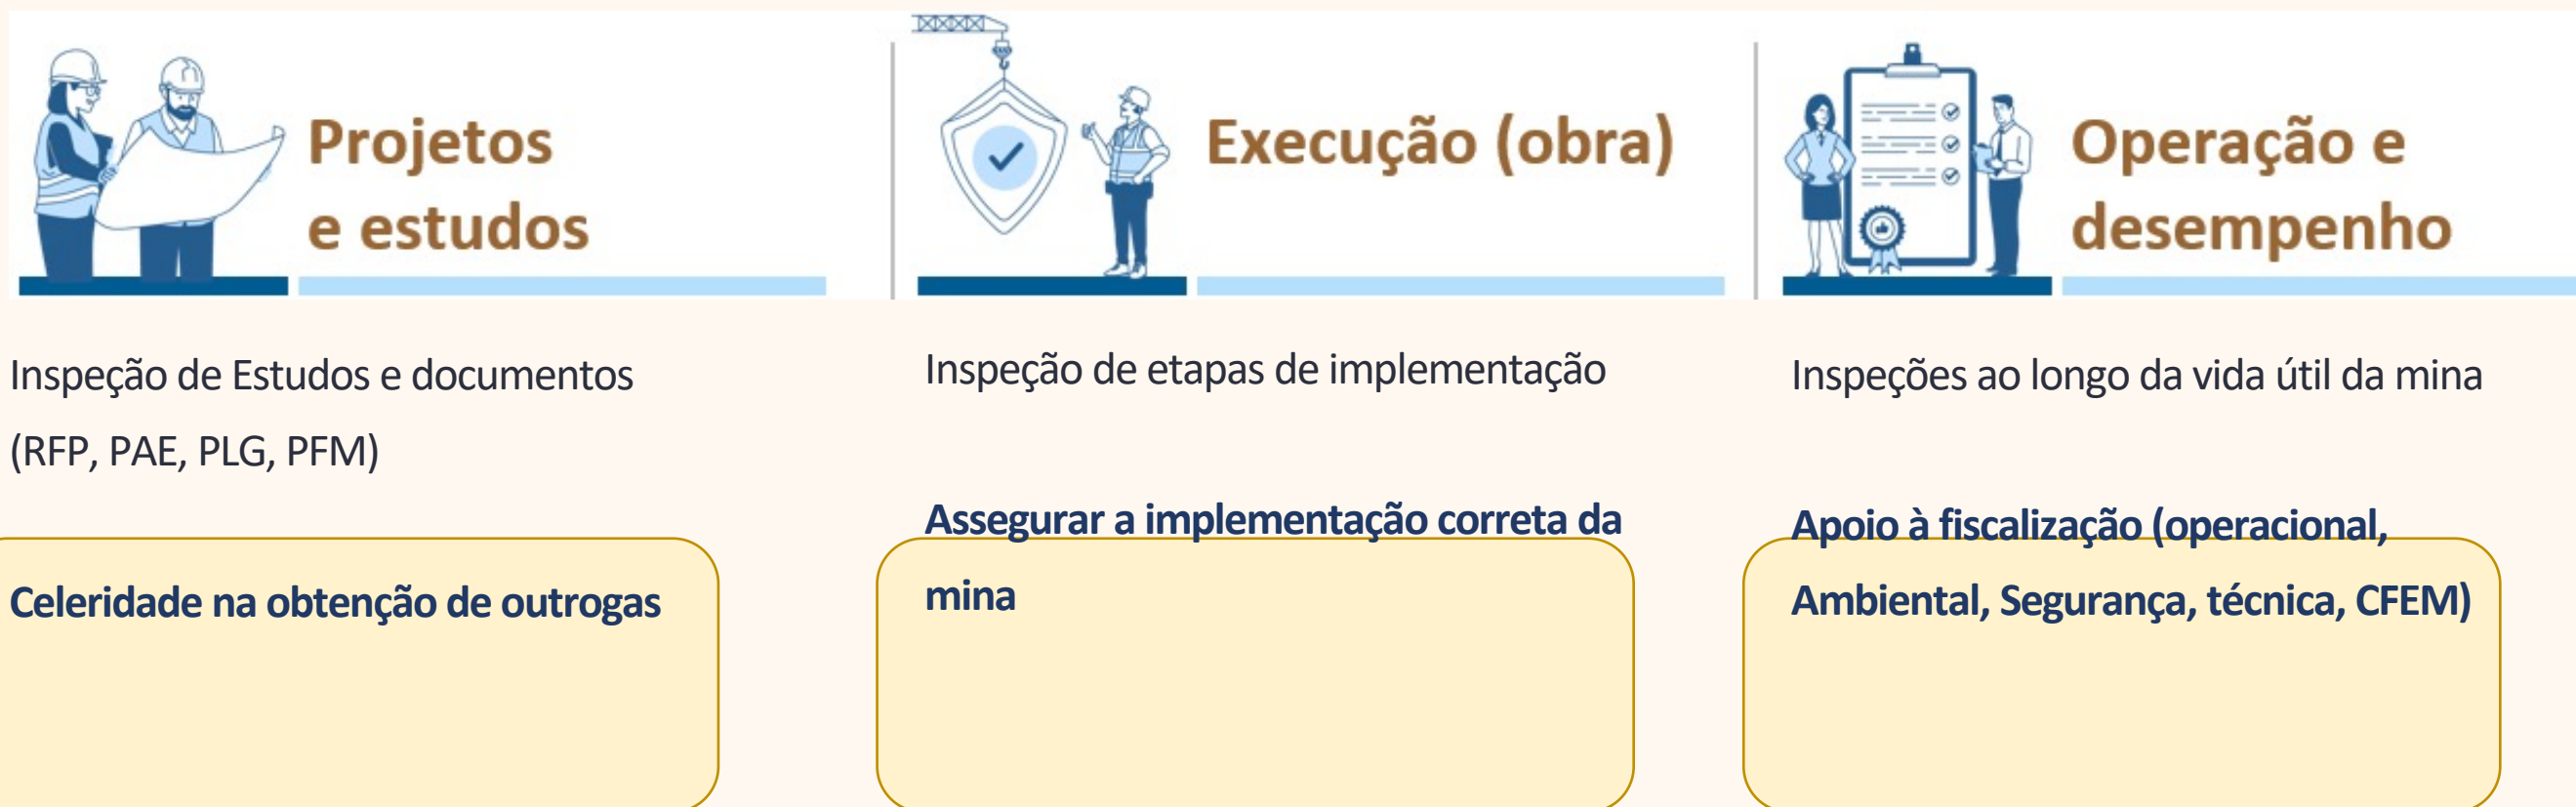 Projetos
e estudos
Inspeção de Estudos e documentos
(RFP, PAE, PLG, PFM)
Celeridade na obtenção de outrogas
Execução (obra)
Inspeção de etapas de implementação
Assegurar a implementação correta da
mina
Operação e
desempenho
Inspeções ao longo da vida útil da mina
Apoio à fiscalização (operacional,
Ambiental, Segurança, técnica, CFEM)